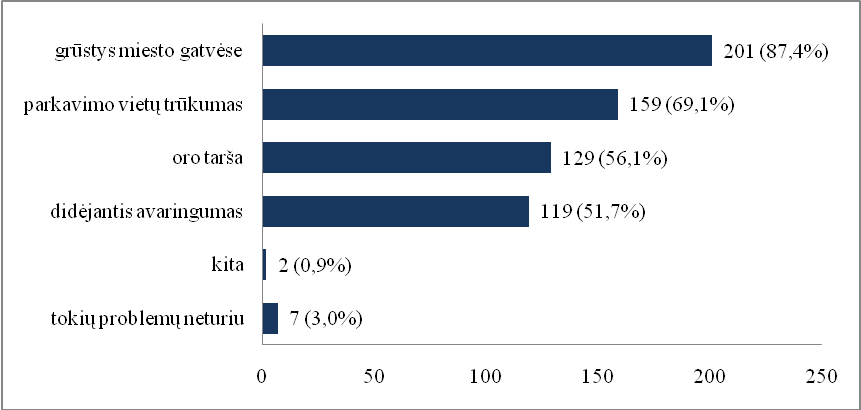 grūstys miesto gatvėse 201 (87,4%)
parkavimo vietų trūkumas 159 (69,1%)
oro tarša 129 (56,1%)
didėjantis avaringumas 119 (51,7%)
kita 2 (0,9%)
tokių problemų neturiu 7 (3,0%)
0 50 100 150 200 250